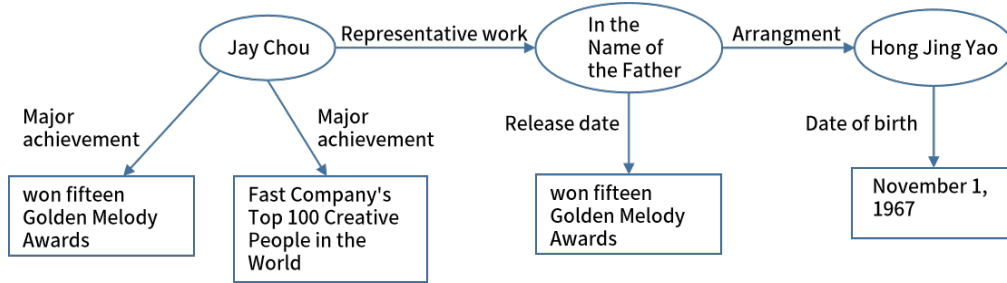 Jay Chou
Representative work
In the
Name of
the Father
Arrangment
Hong Jing Yao
Major
achievement
Major
achievement
Release date
Date of birth
won fifteen
Golden Melody
Awards
Fast Company's
Top 100 Creative
People in the
World
won fifteen
Golden Melody
Awards
November 1,
1967